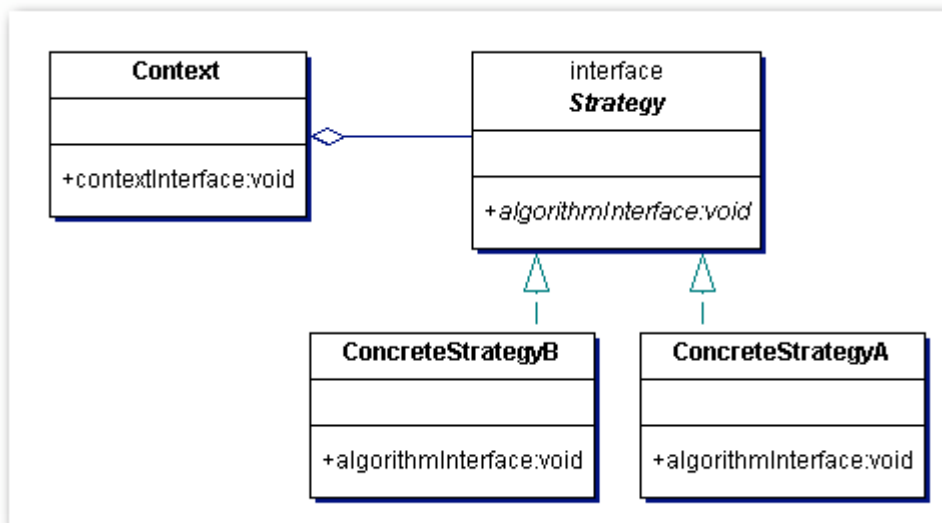 Context
+contextInterface:void
interface
Strategy
+algorithmInterface:void
ConcreteStrategyB
+algorithmInterface:void
ConcreteStrategyA
+algorithmInterface:void